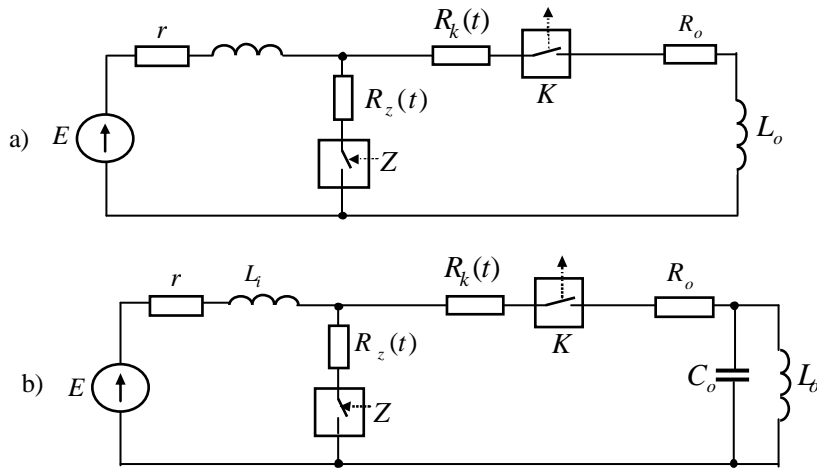 r
R_k(t)
R_o
K
R_z(t)
Z
E
L_o
a)
r
L_i
R_k(t)
R_o
K
R_z(t)
Z
E
C_o
L_o
b)